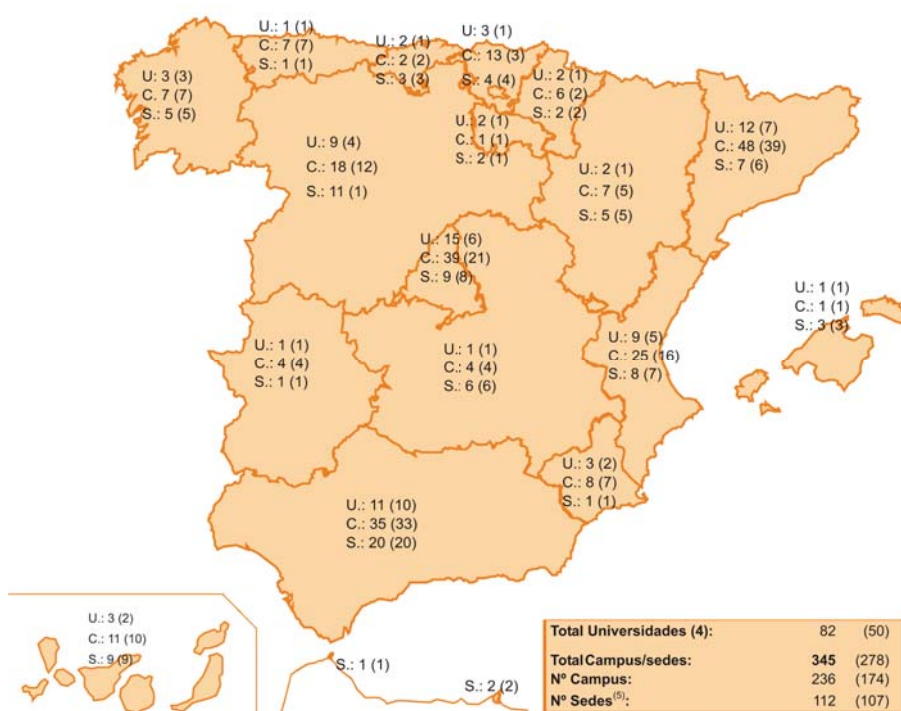 U.: 1 (1)
C.: 7 (7)
S.: 1 (1)
U.: 2 (1)
C.: 2 (2)
S.: 3 (3)
U: 3 (1)
C.: 13 (3)
S.: 4 (4)
U: 3 (3)
C. 7 (7)
S.: 5 (5)
U.: 2 (1)
C.: 6 (2)
S.: 2 (2)
U.: 2 (1)
C.: 1 (1)
S.: 2 (1)
U.: 12 (7)
C.: 48 (39)
S.: 7 (6)
U.: 9 (4)
C.: 18 (12)
S.: 11 (1)
U.: 2 (1)
C.: 7 (5)
S.: 5 (5)
U.: 15 (6)
C.: 39 (21)
S.: 9 (8)
U.: 1 (1)
C.: 1 (1)
S.: 3 (3)
U.: 1 (1)
C.: 4 (4)
S.: 1 (1)
U.: 1 (1)
C.: 4 (4)
S.: 6 (6)
U.: 9 (5)
C.: 25 (16)
S.: 8 (7)
U.: 3 (2)
C.: 8 (7)
S.: 1 (1)
U.: 11 (10)
C.: 35 (33)
S.: 20 (20)
U.: 3 (2)
C.: 11 (10)
S.: 9 (9)
S.: 1 (1)
S.: 2 (2)
Total Universidades (4): 82 (50)
Total Campus/sedes: 345 (278)
Nº Campus: 236 (174)
Nº Sedes(5): 112 (107)